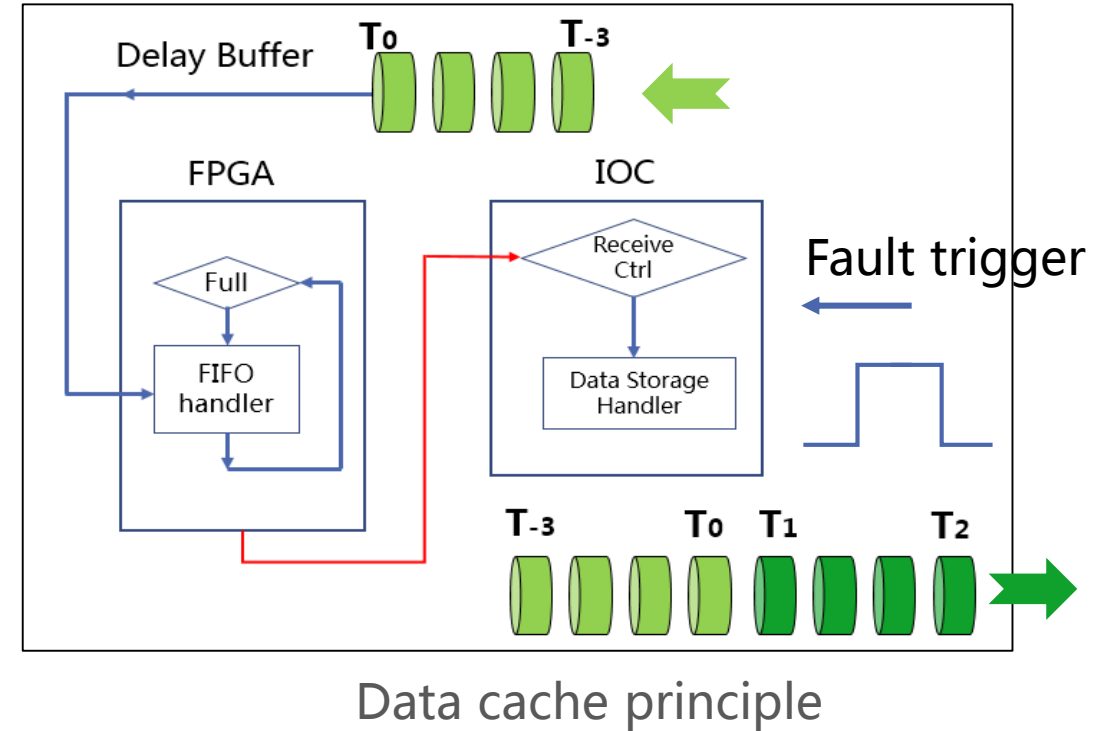 Delay Buffer
T0
T-3
FPGA
IOC
Full
FIFO
handler
Receive
Ctrl
Data Storage
Handler
Fault trigger
T-3
T0
T1
T2
Data cache principle